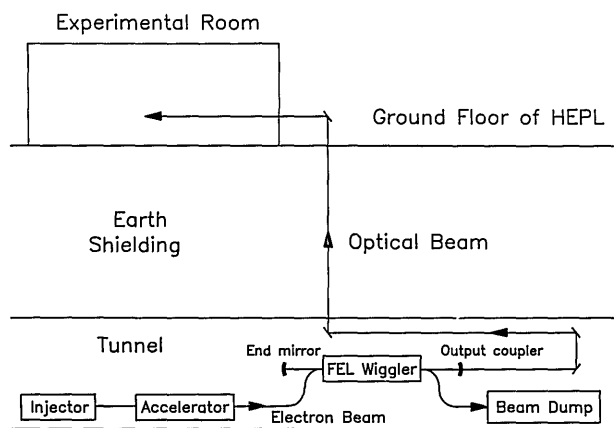 Experimental Room
Ground Floor of HEPL
Earth
Shielding
Optical Beam
Tunnel
End mirror
Output coupler
FEL Wiggler
Injector
Accelerator
Electron Beam
Beam Dump